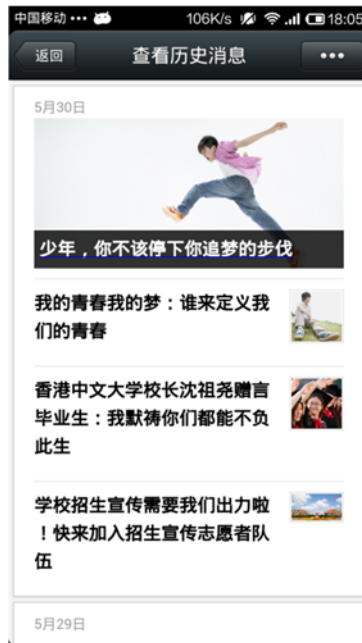 中国移动 ••• 106K/s 18:05
返回 查看历史消息 •••
5月30日
少年，你不该停下你追梦的步伐
我的青春我的梦：谁来定义我
们的青春
香港中文大学校长沈祖尧赠言
毕业生：我默祷你们都能不负
此生
学校招生宣传需要我们出力啦
！快来加入招生宣传志愿者队
伍
5月29日